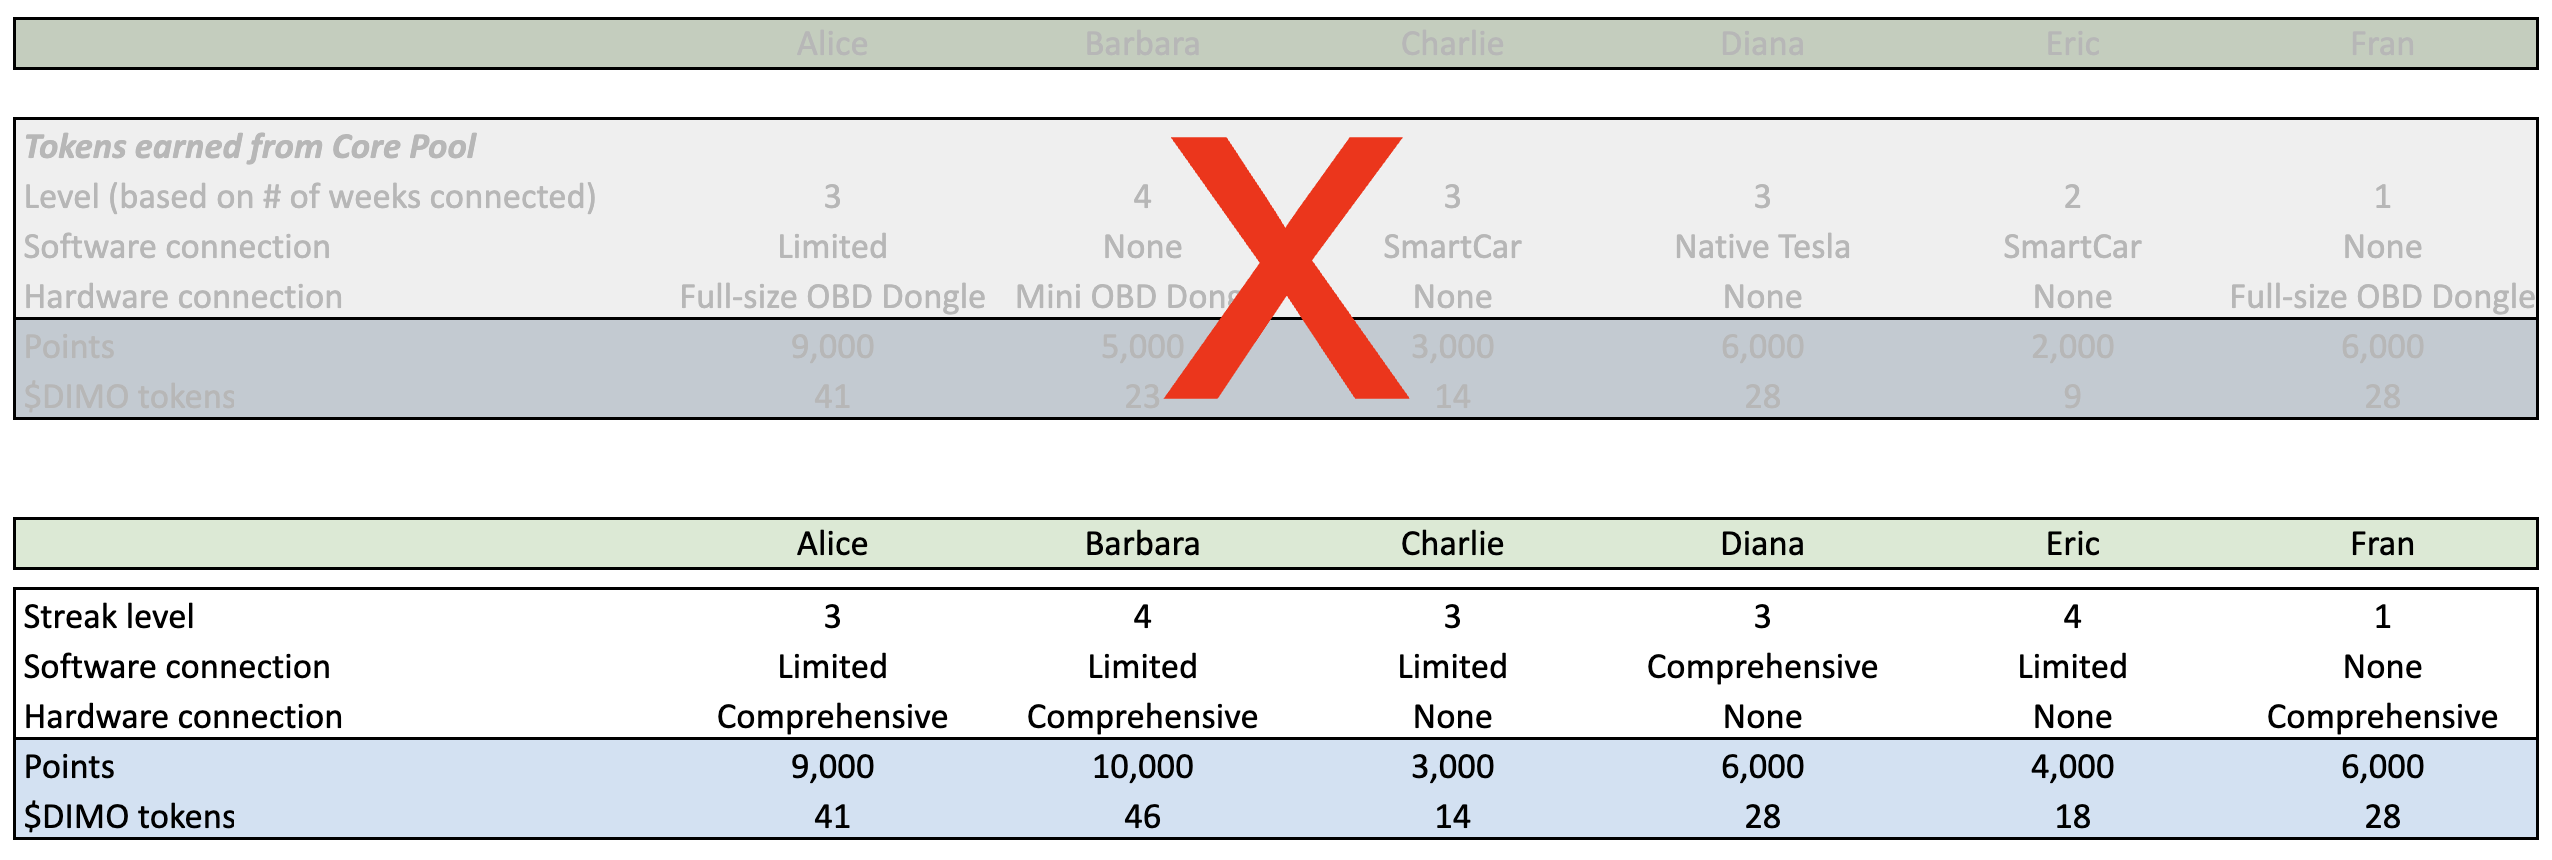 Alice Barbara Charlie Diana Eric Fran
Tokens earned from Core Pool
Level (based on # of weeks connected) 3 4 3 3 2 1
Software connection Limited None SmartCar Native Tesla SmartCar None
Hardware connection Full-size OBD Dongle Mini OBD None None None Full-size OBD Dongle
Points 9,000 5,000 3,000 6,000 2,000 6,000
$DIMO tokens 41 23 14 28 9 28
X
Alice Barbara Charlie Diana Eric Fran
Streak level 3 4 3 3 4 1
Software connection Limited Limited Limited Comprehensive Limited None
Hardware connection Comprehensive Comprehensive None None None Comprehensive
Points 9,000 10,000 3,000 6,000 4,000 6,000
$DIMO tokens 41 46 14 28 18 28